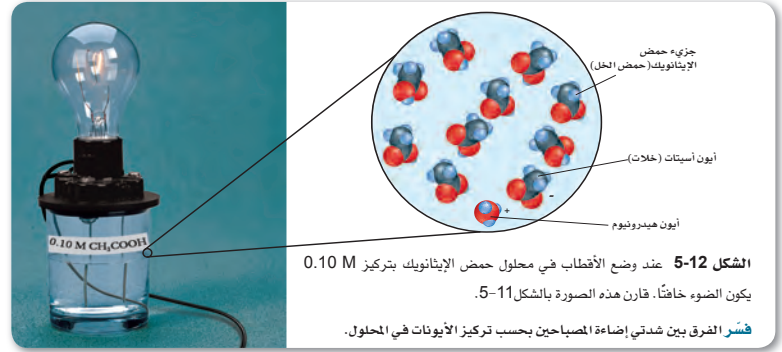 جزيء حمض
الإيثانويك (حمض الخل)
أيون أسيتات (خلات)
-
+
أيون هيدرونيوم
0.10 M CH₃COOH
الشكل 12-5 عند وضع الأقطاب في محلول حمض الإيثانويك بتركيز 0.10 M
يكون الضوء خافتًا. قارن هذه الصورة بالشكل 11-5.
فسّر الفرق بين شدتي إضاءة المصباحين بحسب تركيز الأيونات في المحلول.